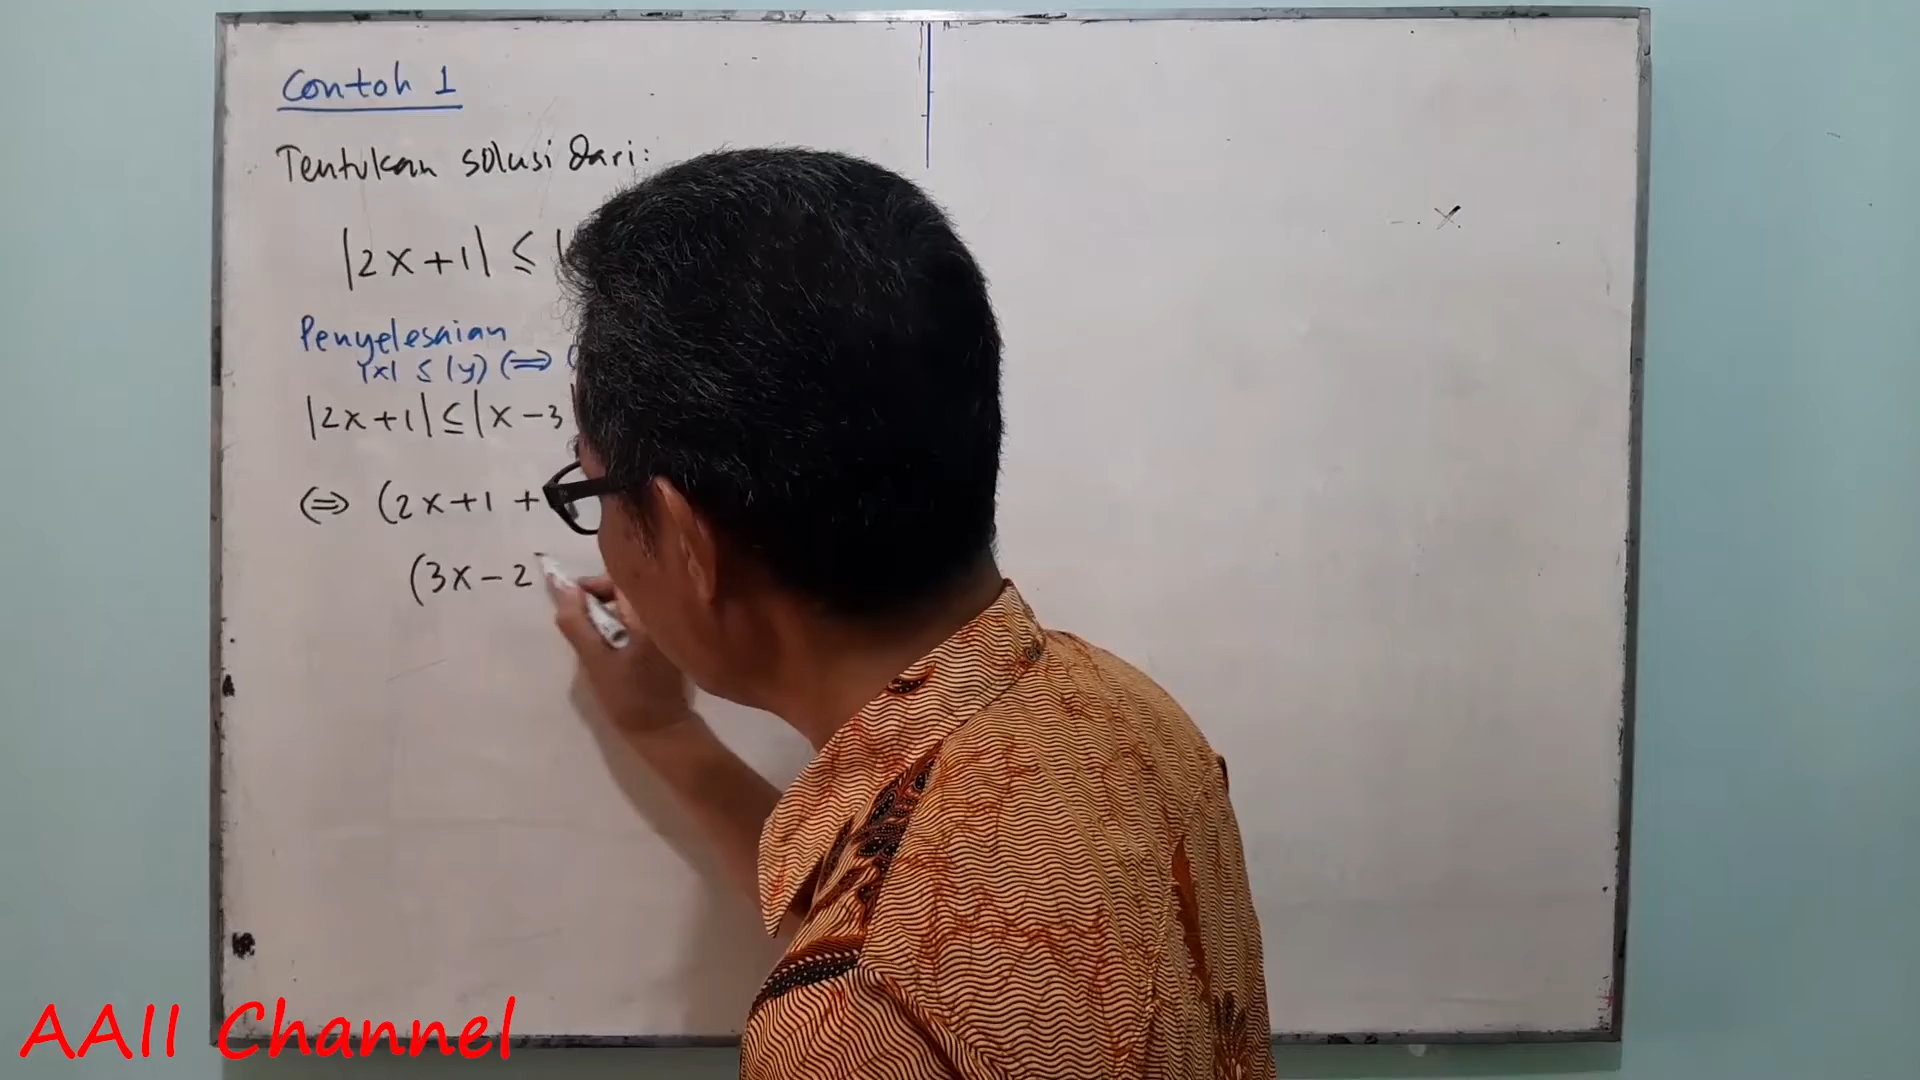 Contoh 1
Tentukan solusi dari:
|2x+1| ≤ |
Penyelesaian
|x| ≤ |y| ⇔ (
|2x+1| ≤ |x-3|
⇔ (2x+1 +
(3x-2
x
AAII Channel